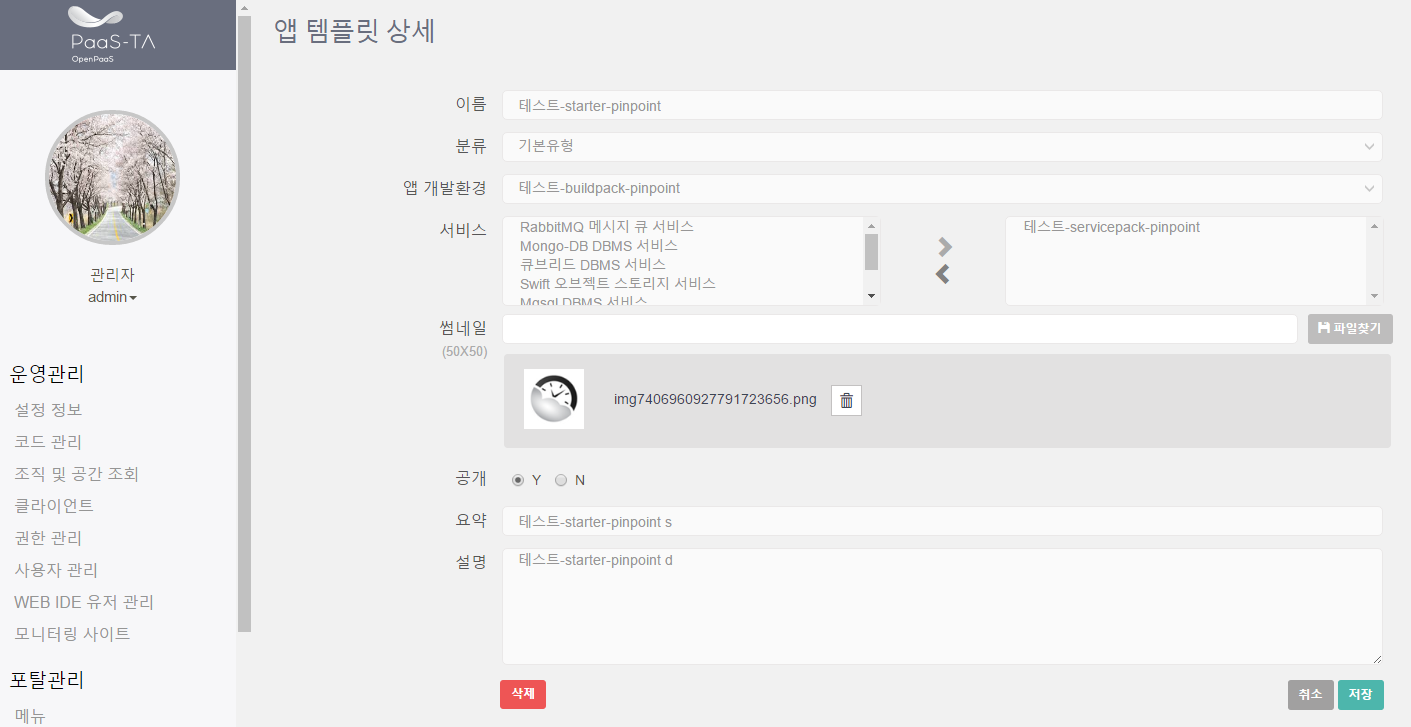 PaaS-TA
OpenPaaS
관리자
admin
운영관리
설정 정보
코드 관리
조직 및 공간 조회
클라이언트
권한 관리
사용자 관리
WEB IDE 유저 관리
모니터링 사이트
포탈관리
메뉴
앱 템플릿 상세
이름 테스트-starter-pinpoint
분류 기본유형
앱 개발환경 테스트-buildpack-pinpoint
서비스
RabbitMQ 메시지 큐 서비스
Mongo-DB DBMS 서비스
큐브리드 DBMS 서비스
Swift 오브젝트 스토리지 서비스
Mysql DBMS 서비스
테스트-servicepack-pinpoint
썸네일
(50X50)
파일찾기
img7406960927791723656.png
공개 Y N
요약 테스트-starter-pinpoint s
설명 테스트-starter-pinpoint d
삭제 취소 저장